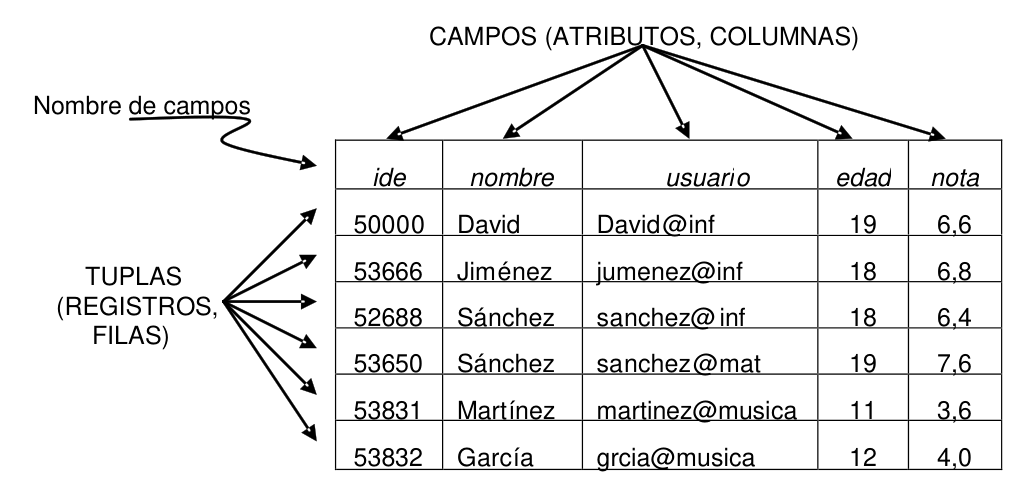 CAMPOS (ATRIBUTOS, COLUMNAS)
Nombre de campos
ide nombre usuario edad nota
50000 David David@inf 19 6,6
53666 Jiménez jumenez@inf 18 6,8
TUPLAS
(REGISTROS,
FILAS)
52688 Sánchez sanchez@inf 18 6,4
53650 Sánchez sanchez@mat 19 7,6
53831 Martínez martinez@musica 11 3,6
53832 García grcia@musica 12 4,0